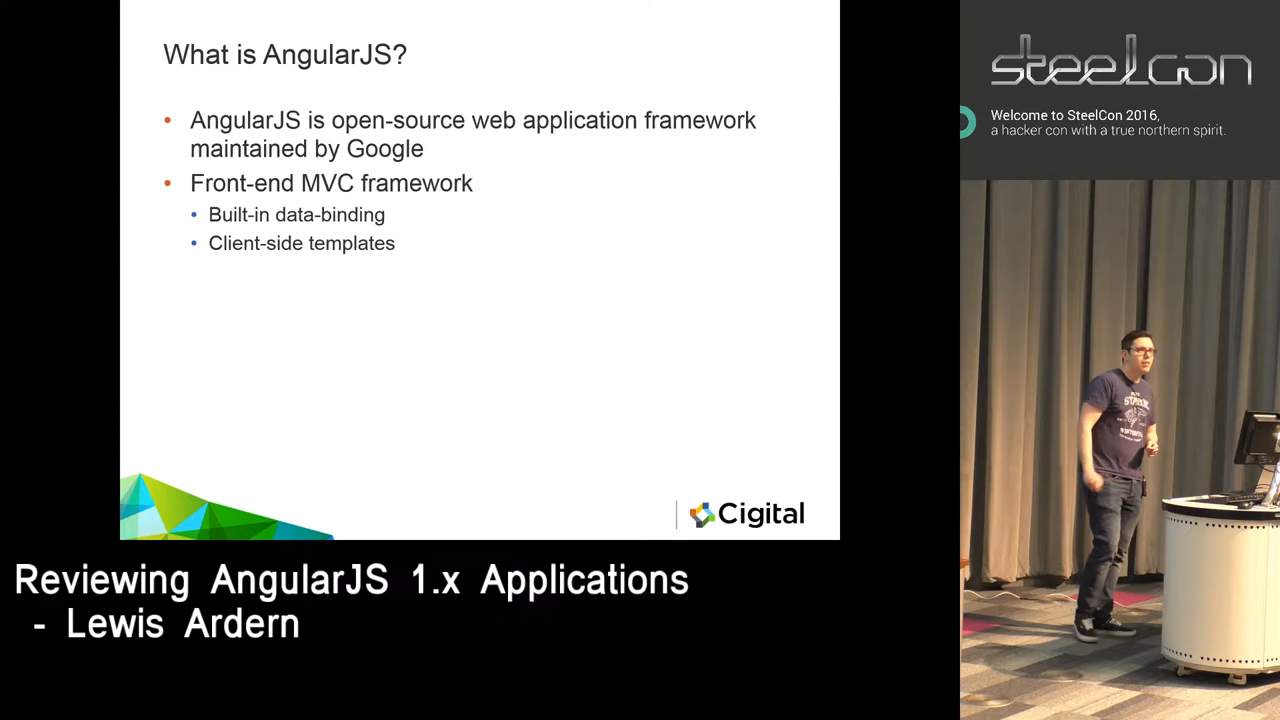 What is AngularJS?
• AngularJS is open-source web application framework
maintained by Google
• Front-end MVC framework
• Built-in data-binding
• Client-side templates
Cigital
Reviewing AngularJS 1.x Applications
- Lewis Ardern
steelcon
Welcome to SteelCon 2016,
a hacker con with a true northern spirit.